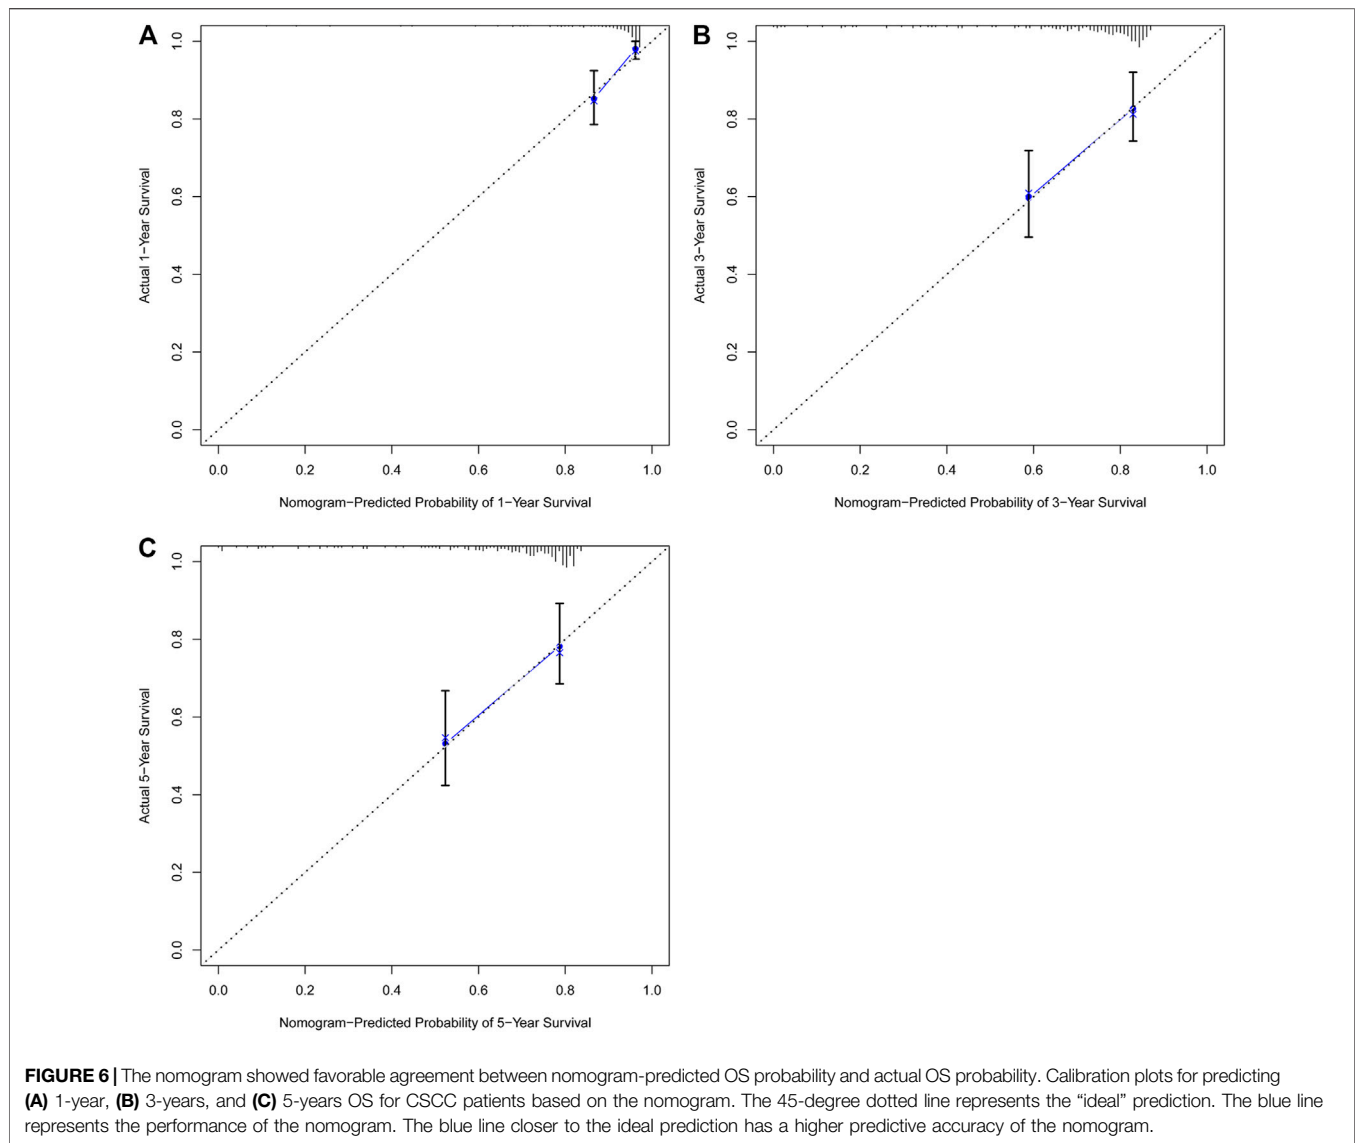 A
Actual 1−Year Survival
0.0 0.2 0.4 0.6 0.8 1.0
0.0 0.2 0.4 0.6 0.8 1.0
Nomogram−Predicted Probability of 1−Year Survival
B
Actual 3−Year Survival
0.0 0.2 0.4 0.6 0.8 1.0
0.0 0.2 0.4 0.6 0.8 1.0
Nomogram−Predicted Probability of 3−Year Survival
C
Actual 5−Year Survival
0.0 0.2 0.4 0.6 0.8 1.0
0.0 0.2 0.4 0.6 0.8 1.0
Nomogram−Predicted Probability of 5−Year Survival
FIGURE 6 | The nomogram showed favorable agreement between nomogram-predicted OS probability and actual OS probability. Calibration plots for predicting
(A) 1-year, (B) 3-years, and (C) 5-years OS for CSCC patients based on the nomogram. The 45-degree dotted line represents the “ideal” prediction. The blue line
represents the performance of the nomogram. The blue line closer to the ideal prediction has a higher predictive accuracy of the nomogram.